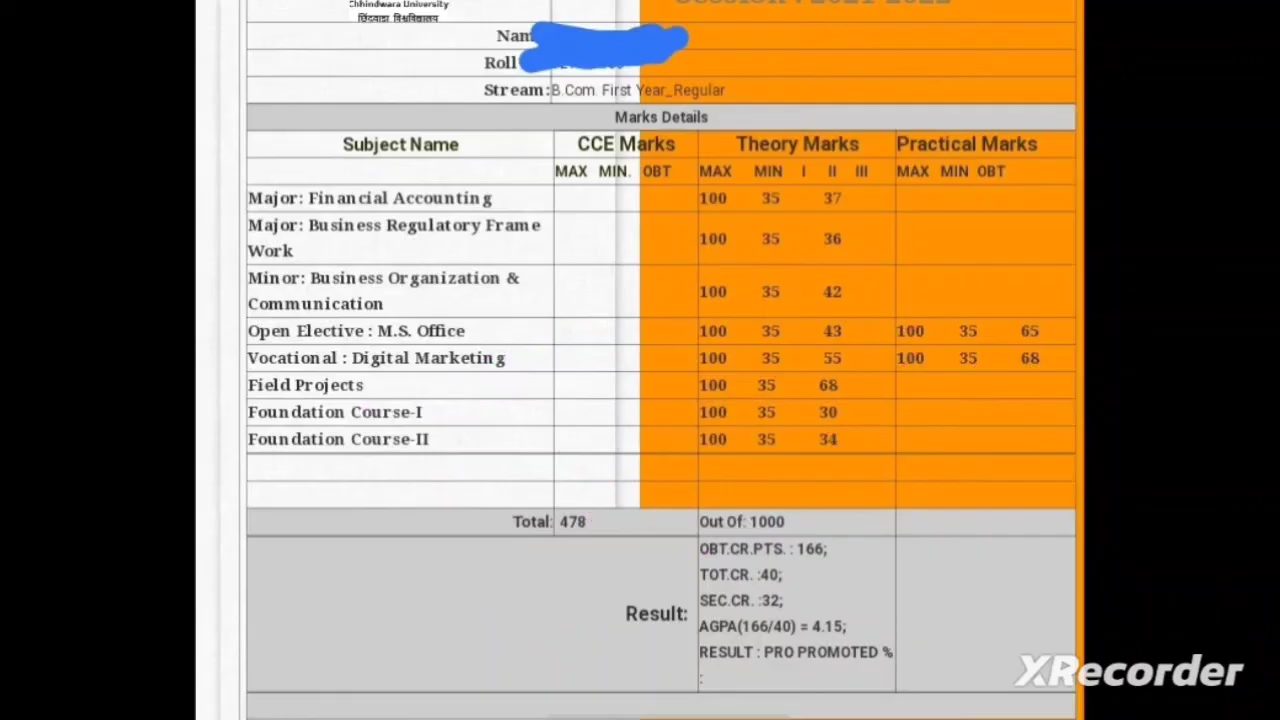 Chhindwara University
छिंदवाड़ा विश्वविद्यालय
Nam
Roll
Stream: B.Com. First Year_Regular
Marks Details
Subject Name CCE Marks Theory Marks Practical Marks
MAX MIN. OBT MAX MIN I II III MAX MIN OBT
Major: Financial Accounting 100 35 37
Major: Business Regulatory Frame
Work 100 35 36
Minor: Business Organization &
Communication 100 35 42
Open Elective : M.S. Office 100 35 43 100 35 65
Vocational : Digital Marketing 100 35 55 100 35 68
Field Projects 100 35 68
Foundation Course-I 100 35 30
Foundation Course-II 100 35 34
Total: 478 Out Of: 1000
OBT.CR.PTS. : 166;
TOT.CR. :40;
SEC.CR. :32;
Result:
AGPA(166/40) = 4.15;
RESULT : PRO PROMOTED %
:
XRecorder